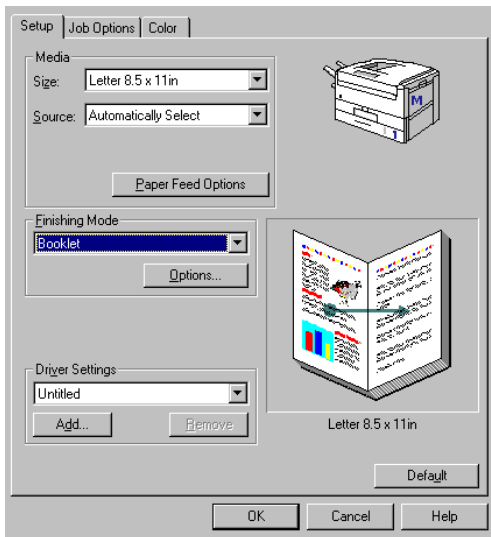 Setup Job Options Color
Media
Size: Letter 8.5 x 11in
Source: Automatically Select
Paper Feed Options
M
1
Finishing Mode
Booklet
Options...
Driver Settings
Untitled
Add... Remove
Letter 8.5 x 11in
Default
OK Cancel Help